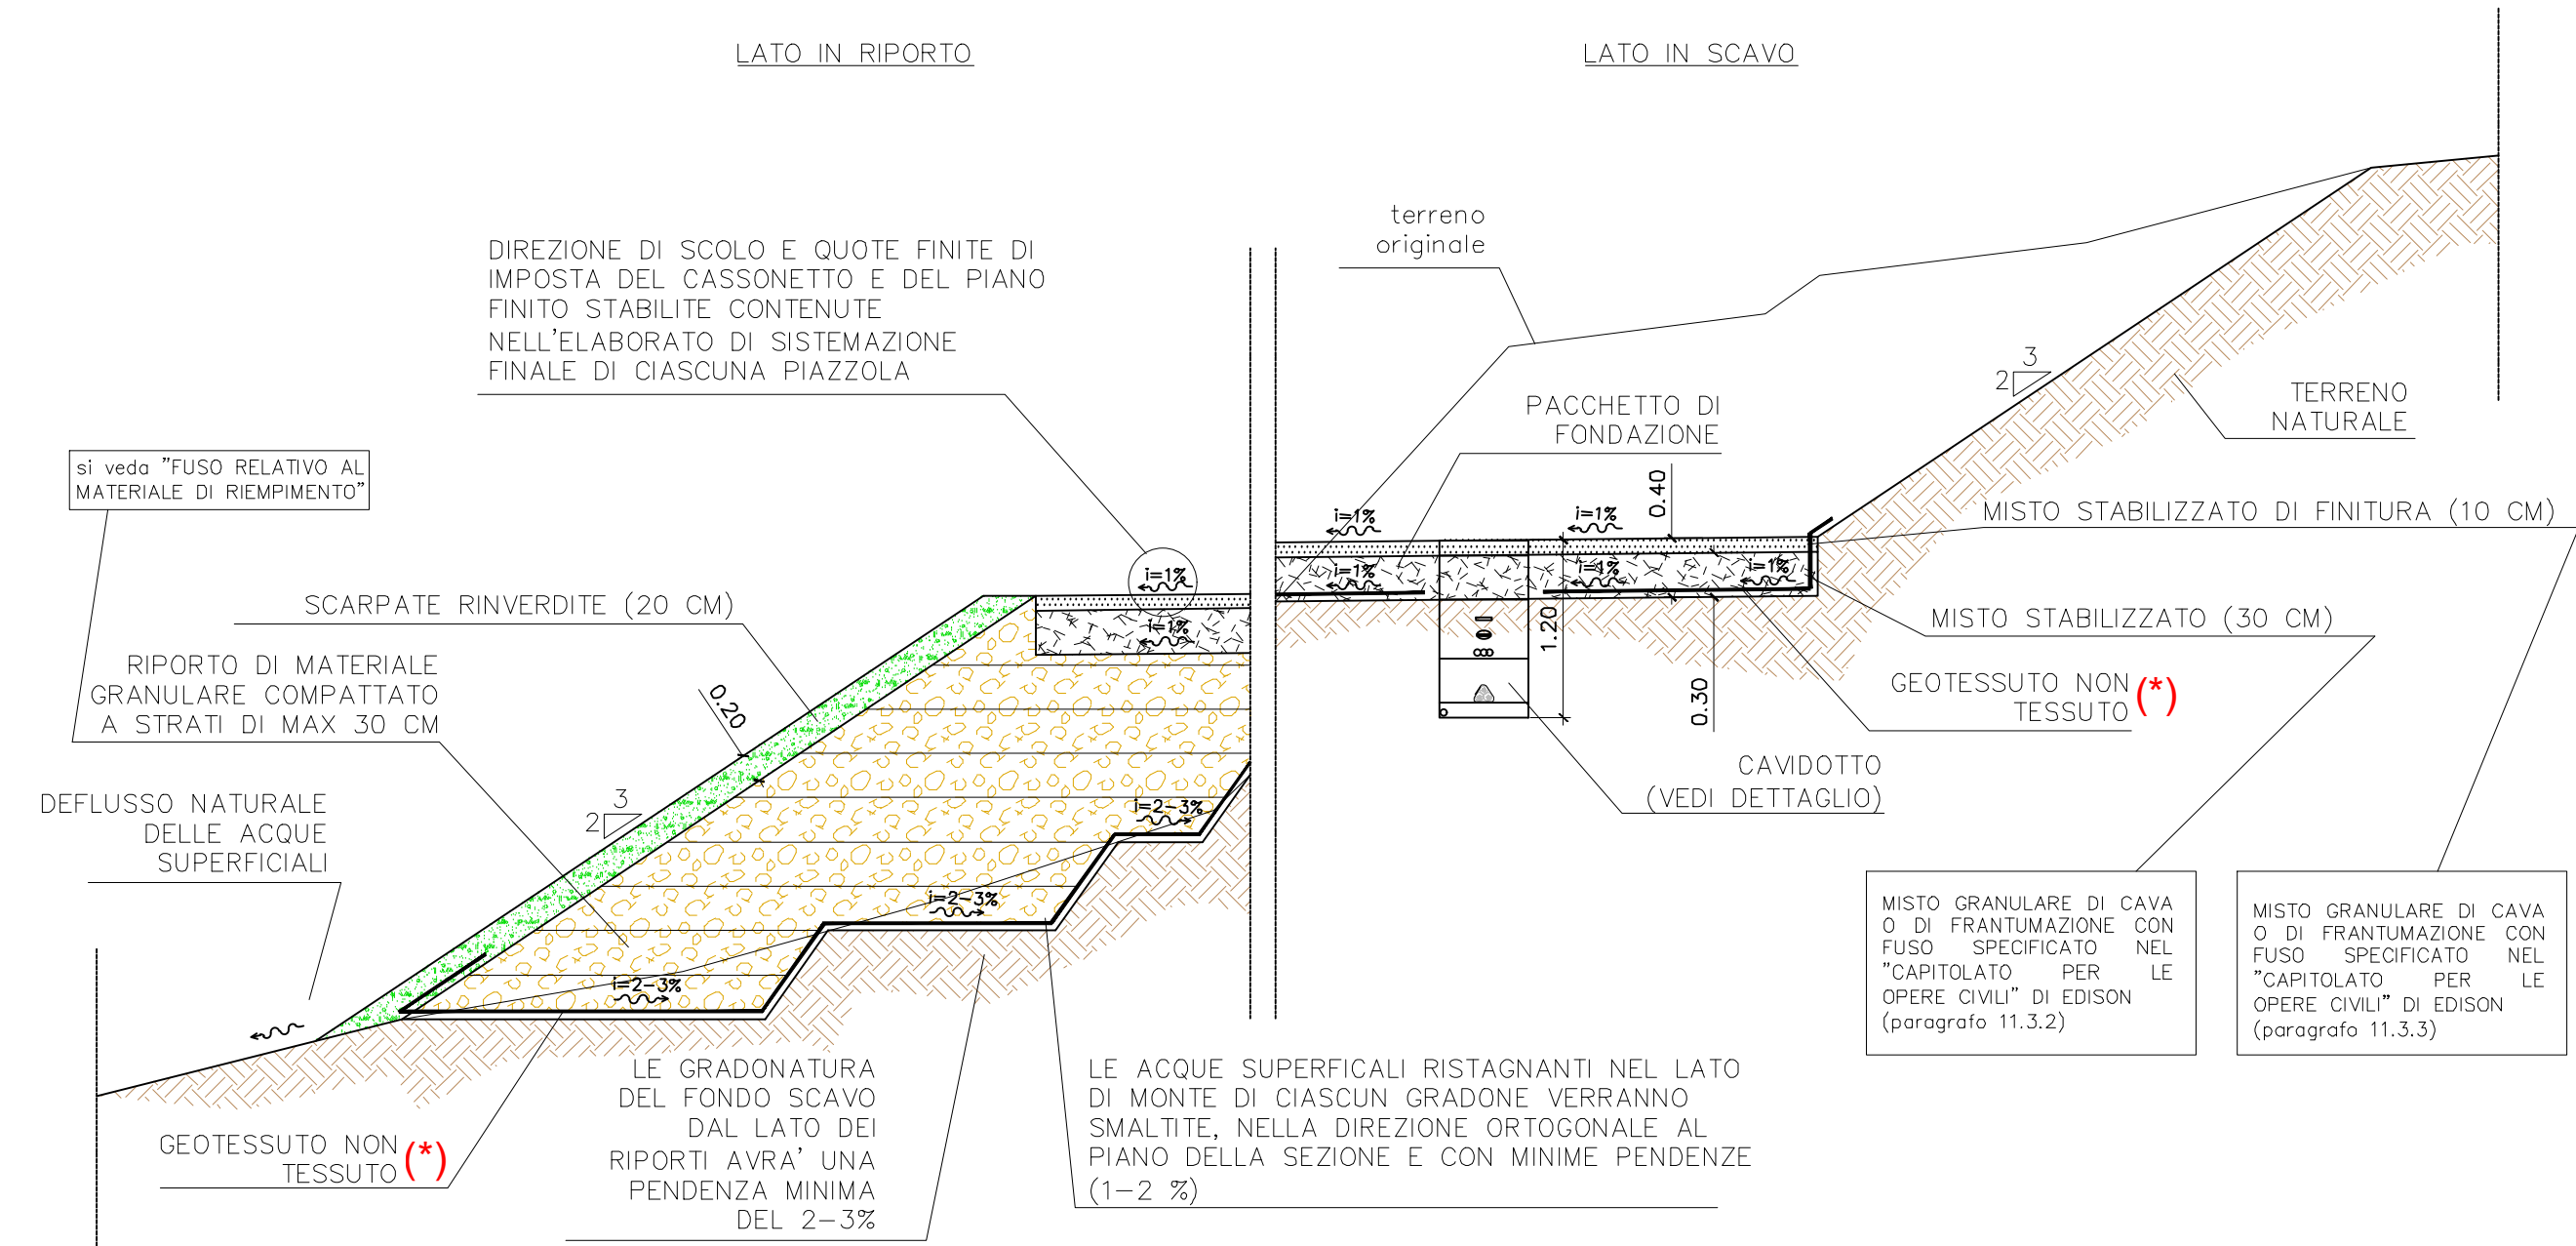 LATO IN RIPORTO
LATO IN SCAVO
DIREZIONE DI SCOLO E QUOTE FINITE DI
IMPOSTA DEL CASSONETTO E DEL PIANO
FINITO STABILITE CONTENUTE
NELL'ELABORATO DI SISTEMAZIONE
FINALE DI CIASCUNA PIAZZOLA
terreno
originale
3
2
TERRENO
NATURALE
PACCHETTO DI
FONDAZIONE
si veda "FUSO RELATIVO AL
MATERIALE DI RIEMPIMENTO"
0.40
i=1%
i=1%
MISTO STABILIZZATO DI FINITURA (10 CM)
i=1%
i=1%
i=1%
i=1%
i=1%
SCARPATE RINVERDITE (20 CM)
1.20
MISTO STABILIZZATO (30 CM)
RIPORTO DI MATERIALE
GRANULARE COMPATTATO
A STRATI DI MAX 30 CM
0.20
0.30
GEOTESSUTO NON
TESSUTO (*)
CAVIDOTTO
(VEDI DETTAGLIO)
3
2
DEFLUSSO NATURALE
DELLE ACQUE
SUPERFICIALI
i=2-3%
i=2-3%
i=2-3%
MISTO GRANULARE DI CAVA
O DI FRANTUMAZIONE CON
FUSO SPECIFICATO NEL
"CAPITOLATO PER LE
OPERE CIVILI" DI EDISON
(paragrafo 11.3.2)
MISTO GRANULARE DI CAVA
O DI FRANTUMAZIONE CON
FUSO SPECIFICATO NEL
"CAPITOLATO PER LE
OPERE CIVILI" DI EDISON
(paragrafo 11.3.3)
GEOTESSUTO NON
TESSUTO (*)
LE GRADONATURA
DEL FONDO SCAVO
DAL LATO DEI
RIPORTI AVRA' UNA
PENDENZA MINIMA
DEL 2-3%
LE ACQUE SUPERFICALI RISTAGNANTI NEL LATO
DI MONTE DI CIASCUN GRADONE VERRANNO
SMALTITE, NELLA DIREZIONE ORTOGONALE AL
PIANO DELLA SEZIONE E CON MINIME PENDENZE
(1-2 %)